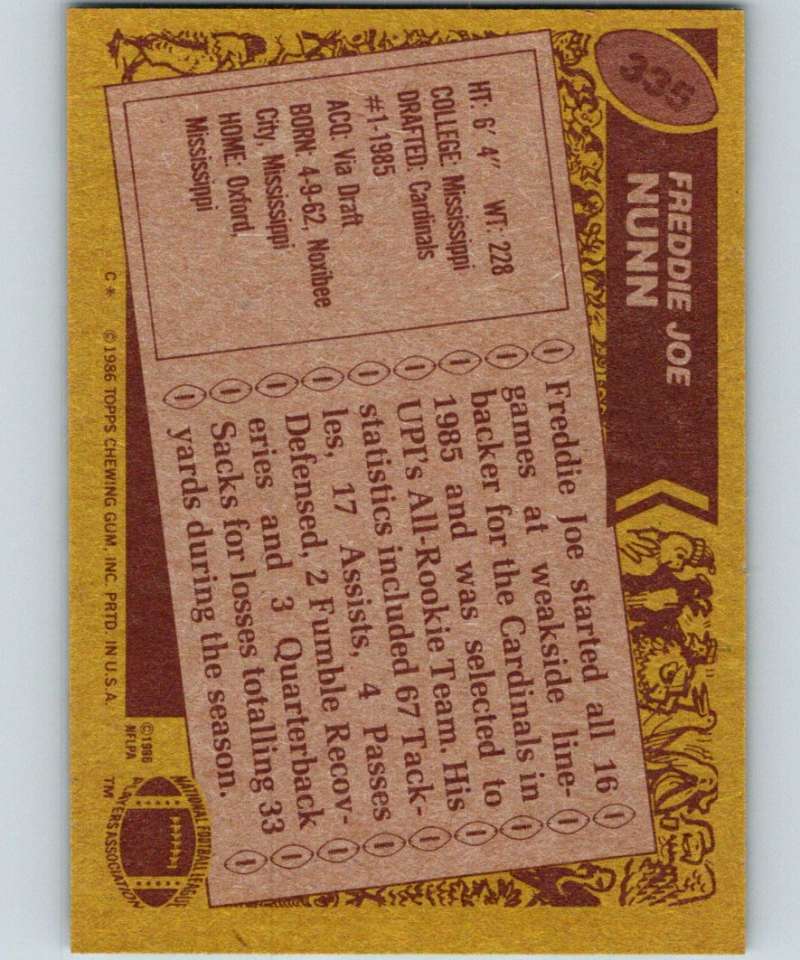 335
FREDDIE JOE
NUNN
HT: 6' 4" WT: 228
COLLEGE: Mississippi
DRAFTED: Cardinals
#1-1985
ACQ: Via Draft
BORN: 4-9-62, Noxibee
City, Mississippi
HOME: Oxford,
Mississippi
Freddie Joe started all 16
games at weakside line-
backer for the Cardinals in
1985 and was selected to
UPI's All-Rookie Team. His
statistics included 67 Tack-
les, 17 Assists, 4 Passes
Defensed, 2 Fumble Recov-
eries and 3 Quarterback
Sacks for losses totalling 33
yards during the season.
C* ©1986 TOPPS CHEWING GUM, INC. PRTD. IN U.S.A.
©1986
NFLPA
NATIONAL FOOTBALL LEAGUE
PLAYERS ASSOCIATION
TM